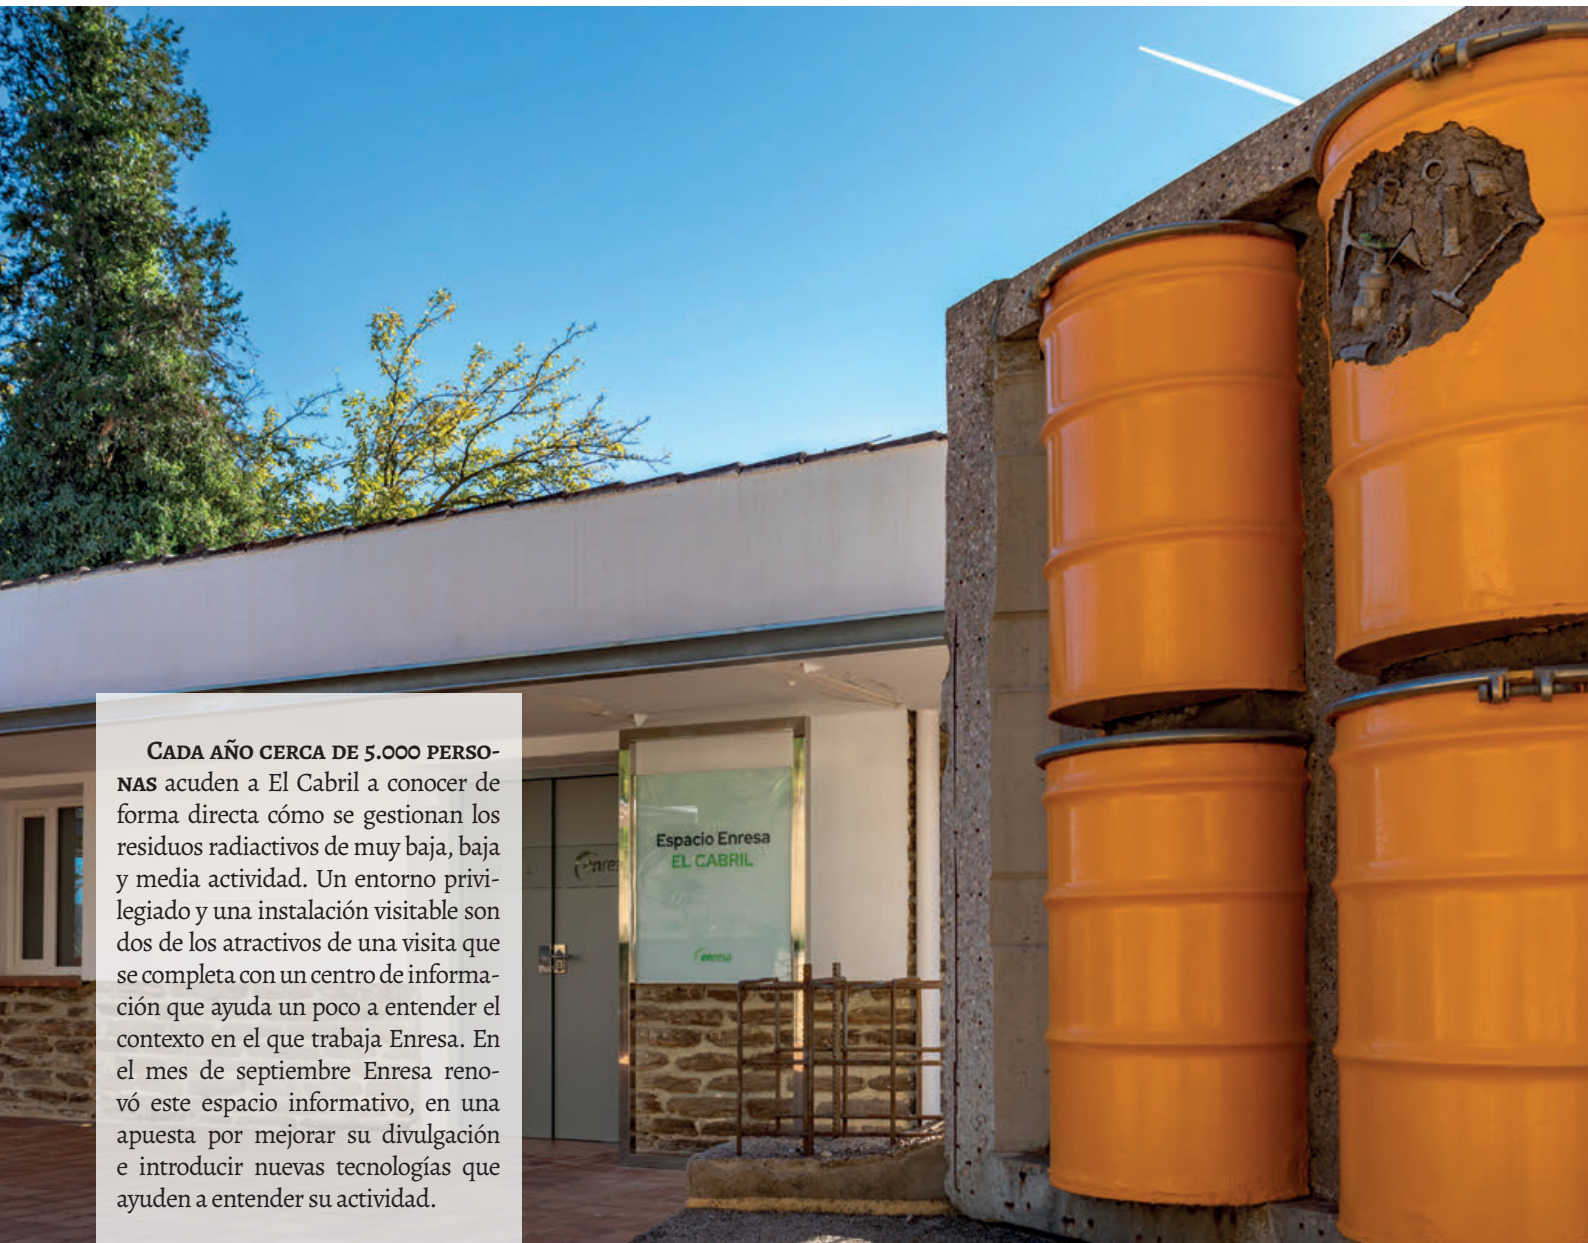 CADA AÑO CERCA DE 5.000 PERSO-
NAS acuden a El Cabril a conocer de
forma directa cómo se gestionan los
residuos radiactivos de muy baja, baja
y media actividad. Un entorno privi-
legiado y una instalación visitable son
dos de los atractivos de una visita que
se completa con un centro de informa-
ción que ayuda un poco a entender el
contexto en el que trabaja Enresa. En
el mes de septiembre Enresa reno-
vó este espacio informativo, en una
apuesta por mejorar su divulgación
e introducir nuevas tecnologías que
ayuden a entender su actividad.
enres
Espacio Enresa
EL CABRIL
enresa